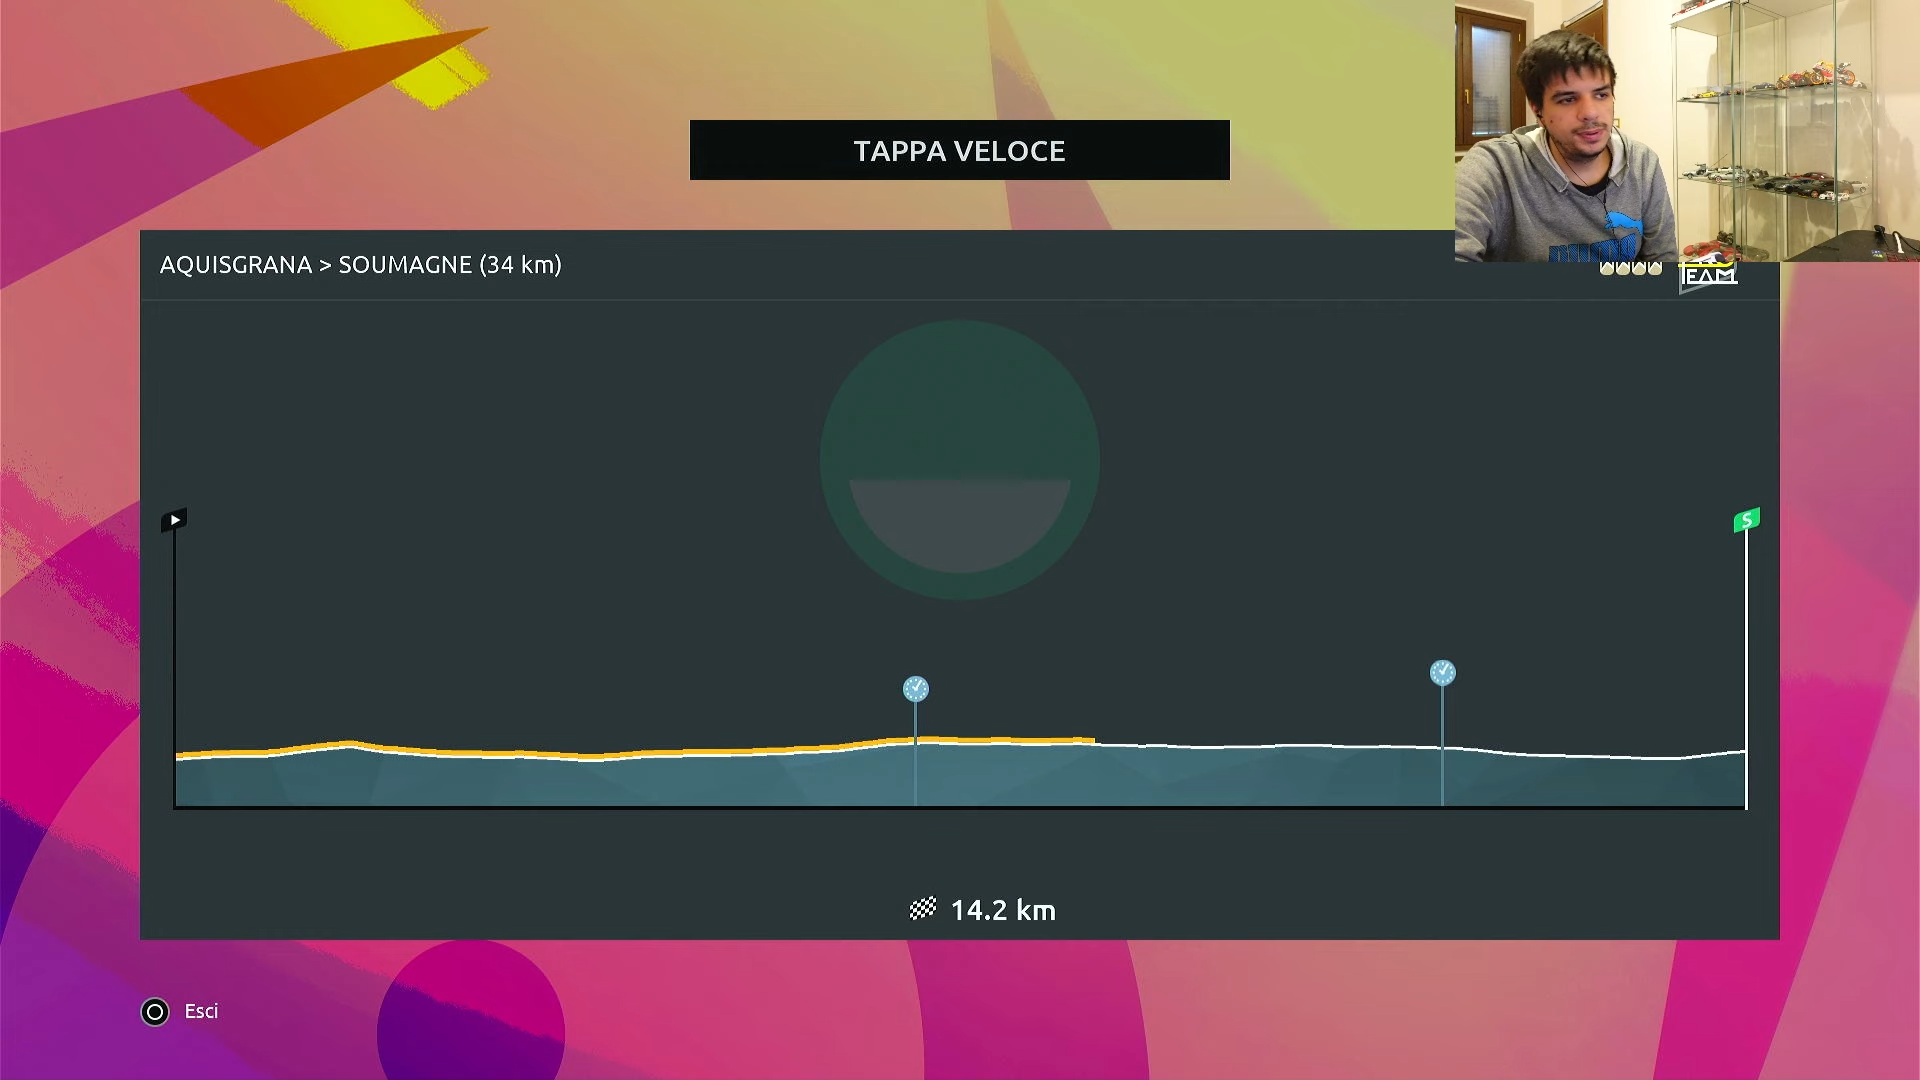 TAPPA VELOCE
AQUISGRANA > SOUMAGNE (34 km)
TEAM
S
14.2 km
Esci